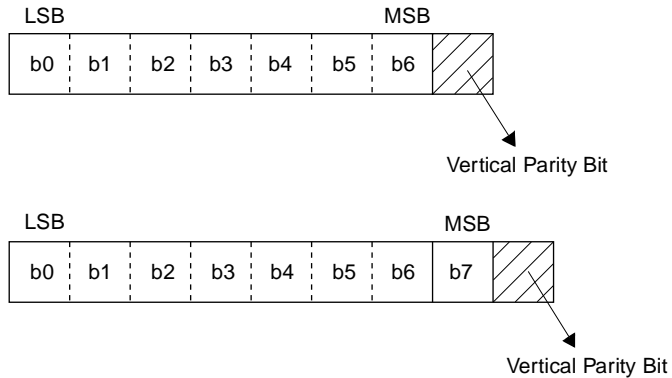 LSB MSB
b0 b1 b2 b3 b4 b5 b6
Vertical Parity Bit
LSB MSB
b0 b1 b2 b3 b4 b5 b6 b7
Vertical Parity Bit